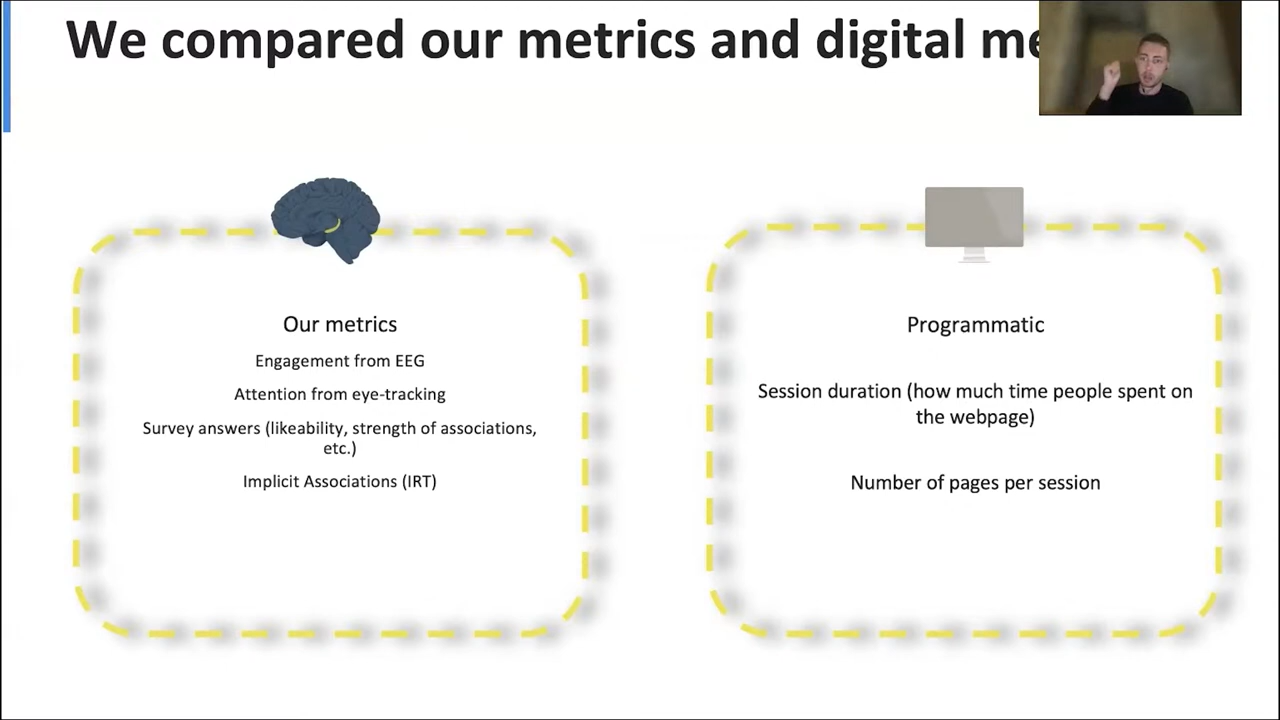 We compared our metrics and digital
Our metrics
Engagement from EEG
Attention from eye-tracking
Survey answers (likeability, strength of associations,
etc.)
Implicit Associations (IRT)
Programmatic
Session duration (how much time people spent on
the webpage)
Number of pages per session